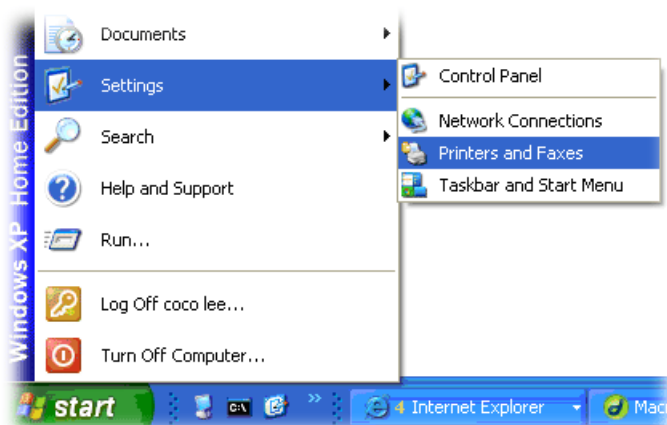 Windows XP Home Edition
Documents
Settings
Search
Help and Support
Run...
Log Off coco lee...
Turn Off Computer...
Control Panel
Network Connections
Printers and Faxes
Taskbar and Start Menu
start
C:\
4 Internet Explorer